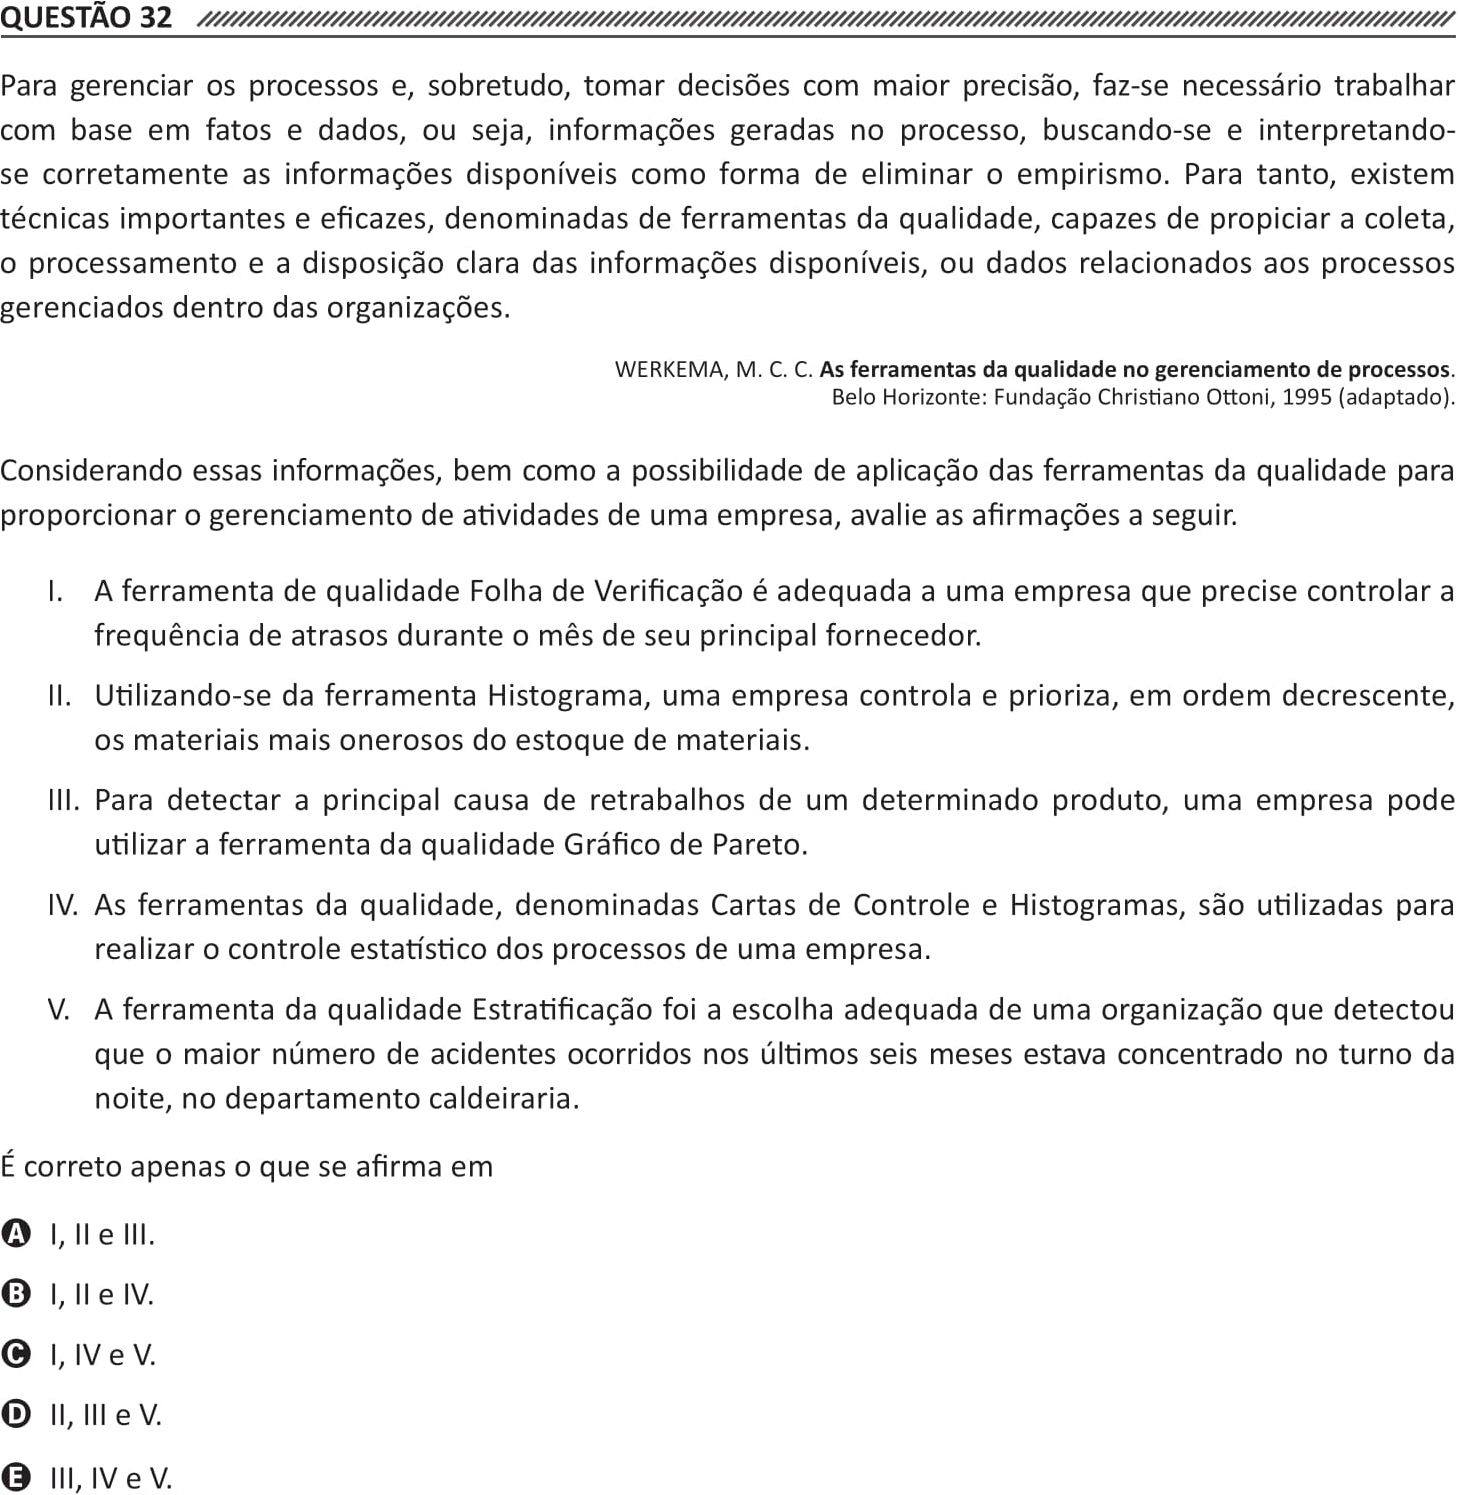 QUESTÃO 32
Para gerenciar os processos e, sobretudo, tomar decisões com maior precisão, faz-se necessário trabalhar
com base em fatos e dados, ou seja, informações geradas no processo, buscando-se e interpretando-
se corretamente as informações disponíveis como forma de eliminar o empirismo. Para tanto, existem
técnicas importantes e eficazes, denominadas de ferramentas da qualidade, capazes de propiciar a coleta,
o processamento e a disposição clara das informações disponíveis, ou dados relacionados aos processos
gerenciados dentro das organizações.
WERKEMA, M. C. C. As ferramentas da qualidade no gerenciamento de processos.
Belo Horizonte: Fundação Christiano Ottoni, 1995 (adaptado).
Considerando essas informações, bem como a possibilidade de aplicação das ferramentas da qualidade para
proporcionar o gerenciamento de atividades de uma empresa, avalie as afirmações a seguir.
I. A ferramenta de qualidade Folha de Verificação é adequada a uma empresa que precise controlar a
frequência de atrasos durante o mês de seu principal fornecedor.
II. Utilizando-se da ferramenta Histograma, uma empresa controla e prioriza, em ordem decrescente,
os materiais mais onerosos do estoque de materiais.
III. Para detectar a principal causa de retrabalhos de um determinado produto, uma empresa pode
utilizar a ferramenta da qualidade Gráfico de Pareto.
IV. As ferramentas da qualidade, denominadas Cartas de Controle e Histogramas, são utilizadas para
realizar o controle estatístico dos processos de uma empresa.
V. A ferramenta da qualidade Estratificação foi a escolha adequada de uma organização que detectou
que o maior número de acidentes ocorridos nos últimos seis meses estava concentrado no turno da
noite, no departamento caldeiraria.
É correto apenas o que se afirma em
A I, II e III.
B I, II e IV.
C I, IV e V.
D II, III e V.
E III, IV e V.